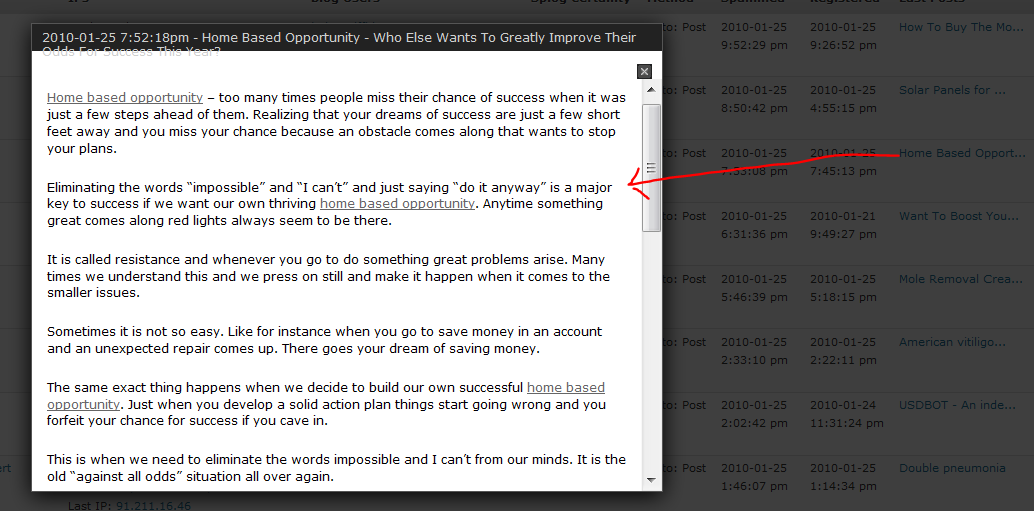 IPs Blog Users Splog Certainty Method Spammed Registered Last Posts
2010-01-25 7:52:18pm - Home Based Opportunity - Who Else Wants To Greatly Improve Their
Odds For Success This Year?
Home based opportunity – too many times people miss their chance of success when it was
just a few steps ahead of them. Realizing that your dreams of success are just a few short
feet away and you miss your chance because an obstacle comes along that wants to stop
your plans.
Eliminating the words “impossible” and “I can’t” and just saying “do it anyway” is a major
key to success if we want our own thriving home based opportunity. Anytime something
great comes along red lights always seem to be there.
It is called resistance and whenever you go to do something great problems arise. Many
times we understand this and we press on still and make it happen when it comes to the
smaller issues.
Sometimes it is not so easy. Like for instance when you go to save money in an account
and an unexpected repair comes up. There goes your dream of saving money.
The same exact thing happens when we decide to build our own successful home based
opportunity. Just when you develop a solid action plan things start going wrong and you
forfeit your chance for success if you cave in.
This is when we need to eliminate the words impossible and I can’t from our minds. It is the
old “against all odds” situation all over again.
to: Post 2010-01-25 2010-01-25 How To Buy The Mo...
9:52:29 pm 9:26:52 pm
to: Post 2010-01-25 2010-01-25 Solar Panels for ...
8:50:42 pm 4:55:15 pm
to: Post 2010-01-25 2010-01-25 Home Based Opport...
7:53:08 pm 7:45:13 pm
to: Post 2010-01-25 2010-01-21 Want To Boost You...
6:31:36 pm 9:49:27 pm
to: Post 2010-01-25 2010-01-25 Mole Removal Crea...
5:46:39 pm 5:18:15 pm
to: Post 2010-01-25 2010-01-25 American vitiligo...
2:33:10 pm 2:22:11 pm
to: Post 2010-01-25 2010-01-24 USDBOT - An inde...
2:02:42 pm 11:31:24 pm
ert to: Post 2010-01-25 2010-01-25 Double pneumonia
1:46:07 pm 1:14:34 pm
Last IP: 91.211.16.46